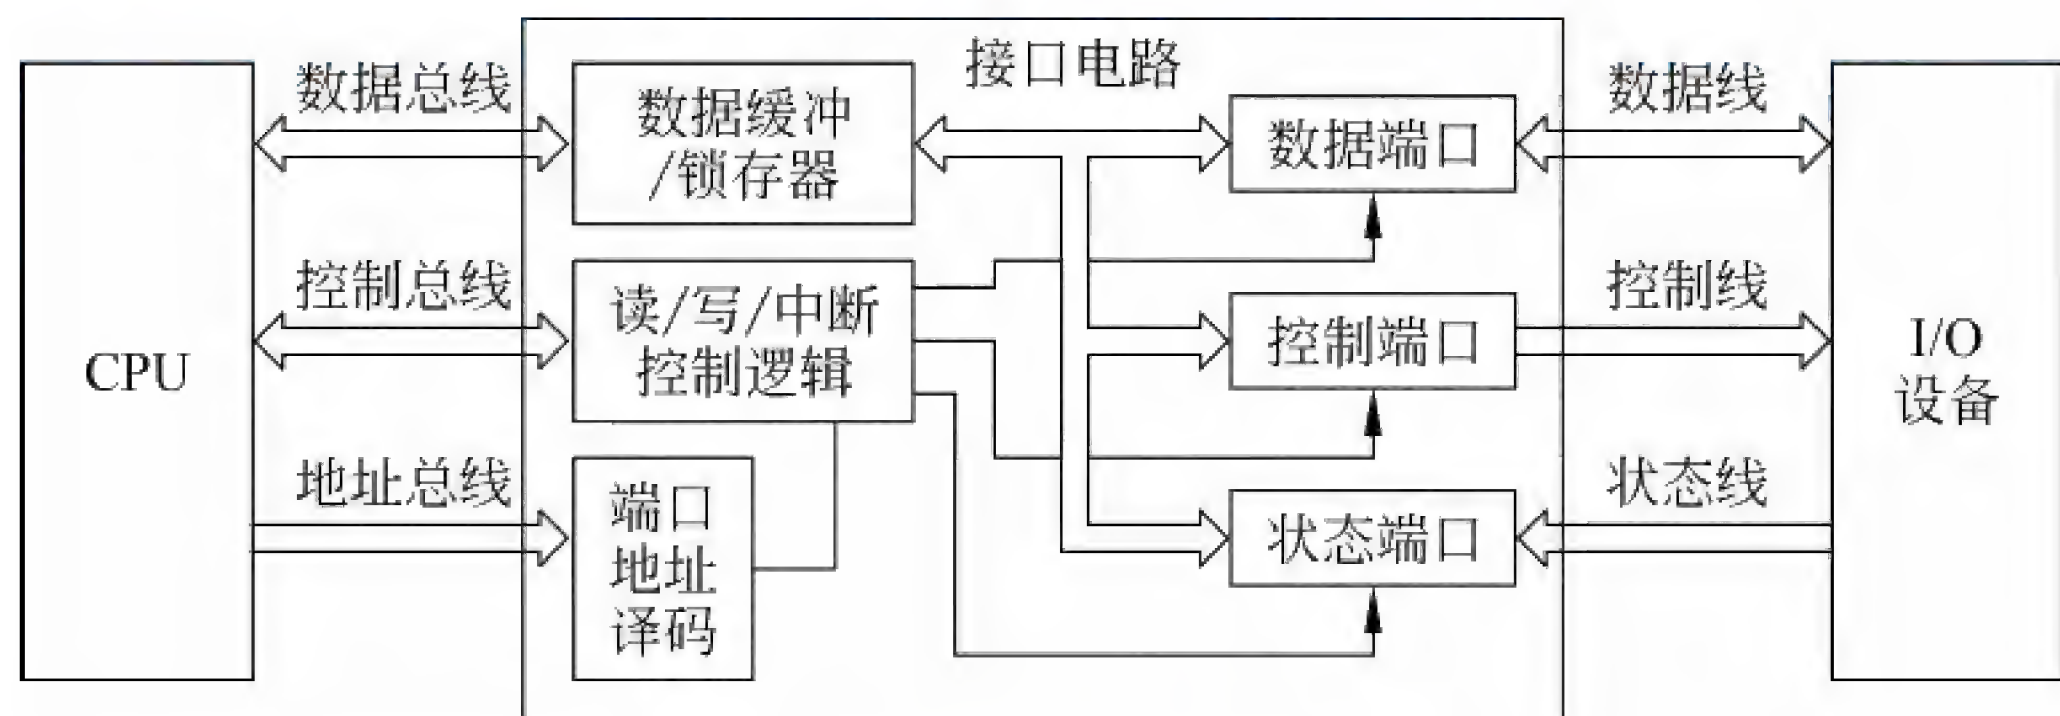 接口电路
数据总线
数据缓冲
/锁存器
数据端口
数据线
控制总线
读/写/中断
控制逻辑
控制端口
控制线
CPU
I/O
设备
地址总线
端口
地址
译码
状态端口
状态线